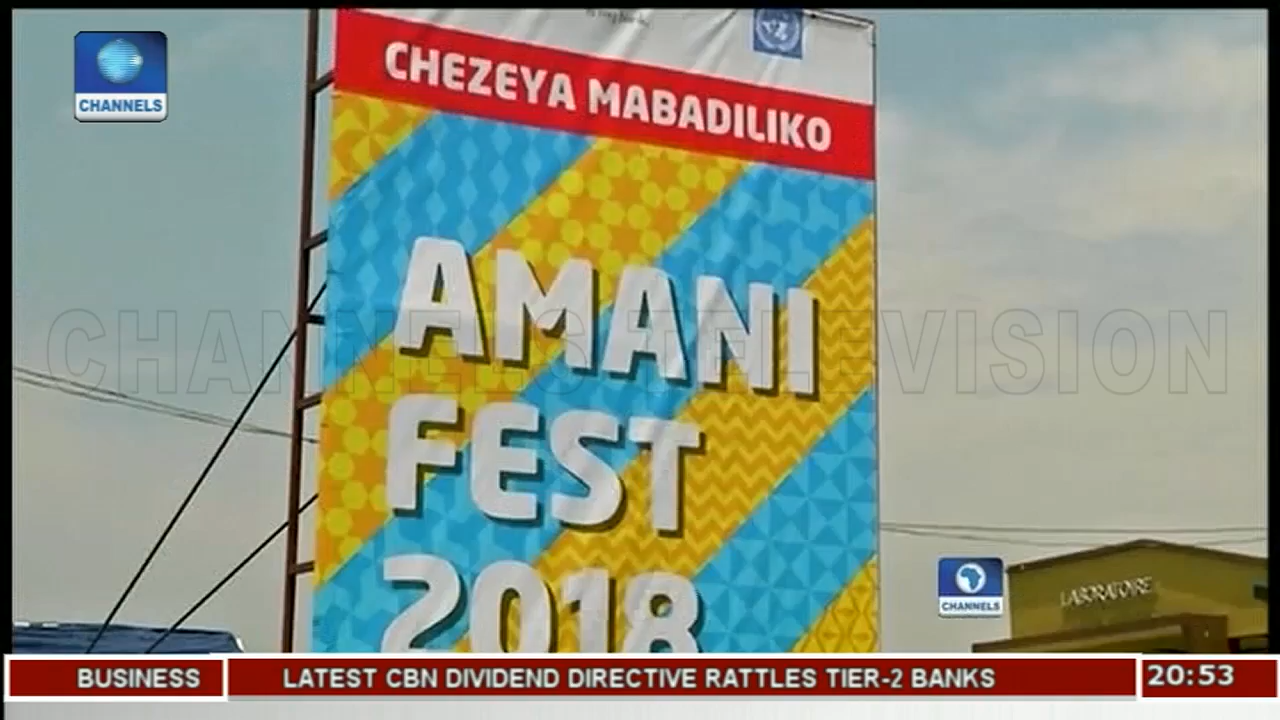 CHANNELS
CHEZEYA MABADILIKO
AMANI
FEST
2018
CHANNELS TELEVISION
LABORATOIRE
CHANNELS
BUSINESS
LATEST CBN DIVIDEND DIRECTIVE RATTLES TIER-2 BANKS
20:53